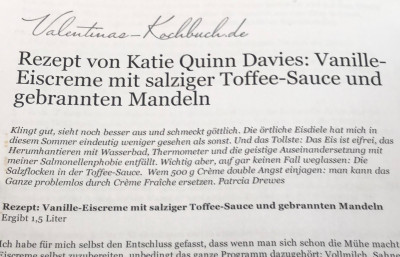 Valentinas-Kochbuch.de
Rezept von Katie Quinn Davies: Vanille-
Eiscreme mit salziger Toffee-Sauce und
gebrannten Mandeln
Klingt gut, sieht noch besser aus und schmeckt göttlich. Die örtliche Eisdiele hat mich in
diesem Sommer eindeutig weniger gesehen als sonst. Und das Tollste: Das Eis ist eifrei, das
Herumhantieren mit Wasserbad, Thermometer und die geistige Auseinandersetzung mit
meiner Salmonellenphobie entfällt. Wichtig aber, auf gar keinen Fall weglassen: Die
Salzflocken in der Toffee-Sauce. Wem 500 g Crème double Angst einjagen: man kann das
Ganze problemlos durch Crème Fraîche ersetzen. Patrcia Drewes
Rezept: Vanille-Eiscreme mit salziger Toffee-Sauce und gebrannten Mandeln
Ergibt 1,5 Liter
Ich habe für mich selbst den Entschluss gefasst, dass wenn man sich schon die Mühe macht
Eiscreme selbst zuzubereiten, unbedingt das ganze Programm dazugehört: Vollmilch, Sahne